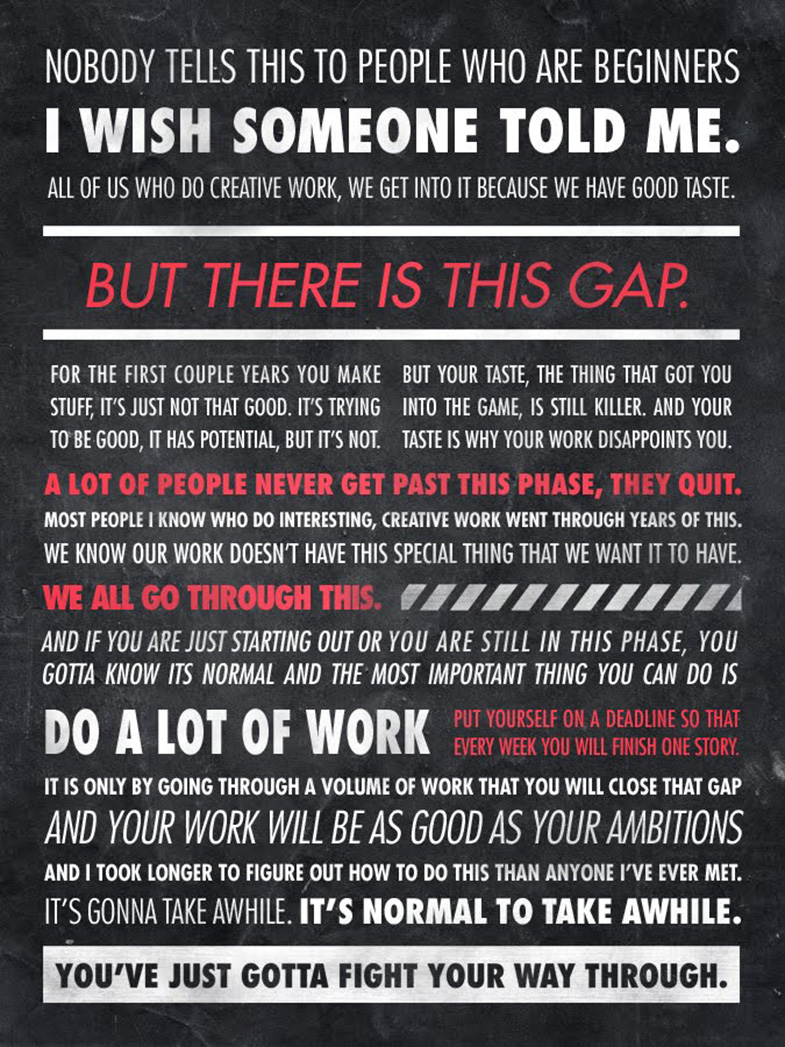 NOBODY TELLS THIS TO PEOPLE WHO ARE BEGINNERS
I WISH SOMEONE TOLD ME.
ALL OF US WHO DO CREATIVE WORK, WE GET INTO IT BECAUSE WE HAVE GOOD TASTE.
BUT THERE IS THIS GAP.
FOR THE FIRST COUPLE YEARS YOU MAKE
STUFF, IT'S JUST NOT THAT GOOD. IT'S TRYING
TO BE GOOD, IT HAS POTENTIAL, BUT IT'S NOT.
BUT YOUR TASTE, THE THING THAT GOT YOU
INTO THE GAME, IS STILL KILLER. AND YOUR
TASTE IS WHY YOUR WORK DISAPPOINTS YOU.
A LOT OF PEOPLE NEVER GET PAST THIS PHASE, THEY QUIT.
MOST PEOPLE I KNOW WHO DO INTERESTING, CREATIVE WORK WENT THROUGH YEARS OF THIS.
WE KNOW OUR WORK DOESN'T HAVE THIS SPECIAL THING THAT WE WANT IT TO HAVE.
WE ALL GO THROUGH THIS.
AND IF YOU ARE JUST STARTING OUT OR YOU ARE STILL IN THIS PHASE, YOU
GOTTA KNOW ITS NORMAL AND THE MOST IMPORTANT THING YOU CAN DO IS
DO A LOT OF WORK
PUT YOURSELF ON A DEADLINE SO THAT
EVERY WEEK YOU WILL FINISH ONE STORY.
IT IS ONLY BY GOING THROUGH A VOLUME OF WORK THAT YOU WILL CLOSE THAT GAP
AND YOUR WORK WILL BE AS GOOD AS YOUR AMBITIONS
AND I TOOK LONGER TO FIGURE OUT HOW TO DO THIS THAN ANYONE I'VE EVER MET.
IT'S GONNA TAKE AWHILE. IT'S NORMAL TO TAKE AWHILE.
YOU'VE JUST GOTTA FIGHT YOUR WAY THROUGH.